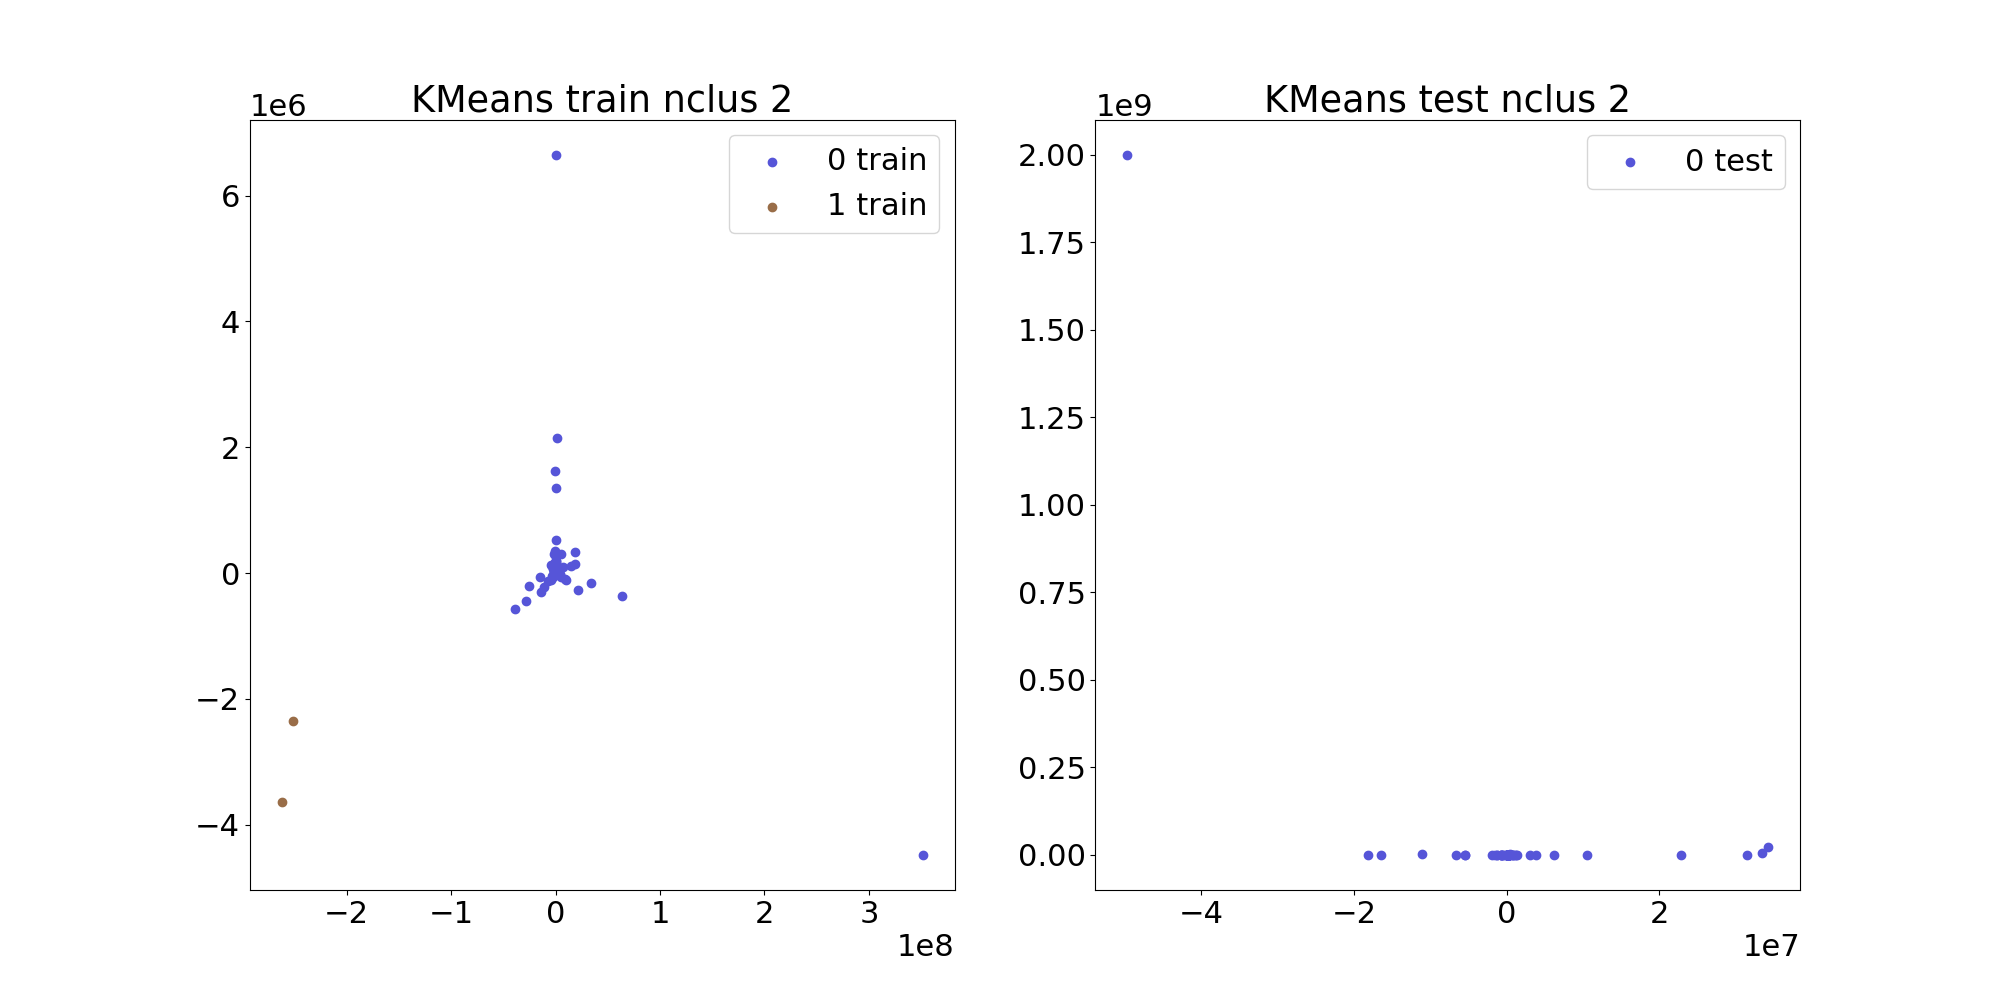 KMeans train nclus 2
1e6
0 train
1 train
6
4
2
0
−2
−4
−2
−1
0
1
2
3
1e8
KMeans test nclus 2
1e9
0 test
2.00
1.75
1.50
1.25
1.00
0.75
0.50
0.25
0.00
−4
−2
0
2
1e7